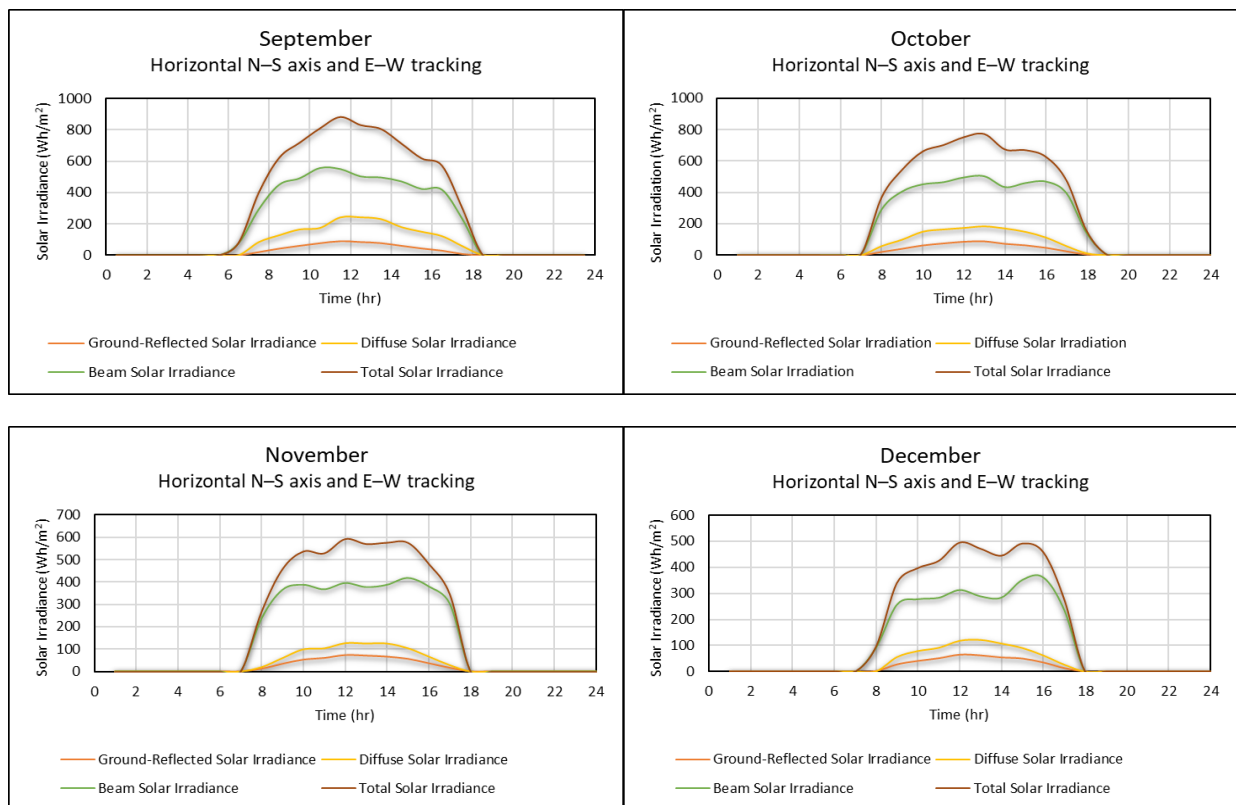 September
Horizontal N–S axis and E–W tracking
Solar Irradiance (Wh/m²)
1000
800
600
400
200
0
0 2 4 6 8 10 12 14 16 18 20 22 24
Time (hr)
Ground-Reflected Solar Irradiance
Diffuse Solar Irradiance
Beam Solar Irradiance
Total Solar Irradiance
October
Horizontal N–S axis and E–W tracking
Solar Irradiation (Wh/m²)
1000
800
600
400
200
0
0 2 4 6 8 10 12 14 16 18 20 22 24
Time (hr)
Ground-Reflected Solar Irradiation
Diffuse Solar Irradiation
Beam Solar Irradiation
Total Solar Irradiance
November
Horizontal N–S axis and E–W tracking
Solar Irradiance (Wh/m²)
700
600
500
400
300
200
100
0
0 2 4 6 8 10 12 14 16 18 20 22 24
Time (hr)
Ground-Reflected Solar Irradiance
Diffuse Solar Irradiance
Beam Solar Irradiance
Total Solar Irradiance
December
Horizontal N–S axis and E–W tracking
Solar Irradiance (Wh/m²)
600
500
400
300
200
100
0
0 2 4 6 8 10 12 14 16 18 20 22 24
Time (hr)
Ground-Reflected Solar Irradiance
Diffuse Solar Irradiance
Beam Solar Irradiance
Total Solar Irradiance